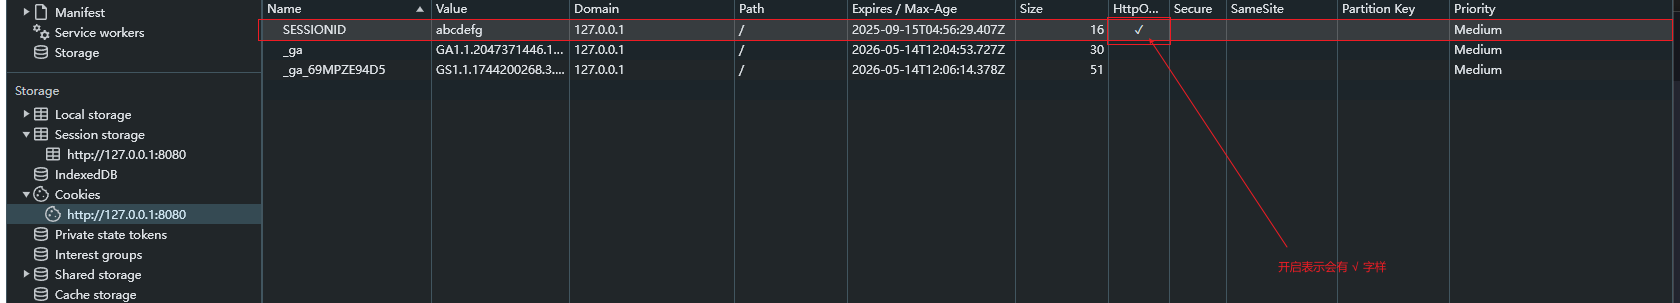 Manifest
Service workers
Storage
Storage
Local storage
Session storage
http://127.0.0.1:8080
IndexedDB
Cookies
http://127.0.0.1:8080
Private state tokens
Interest groups
Shared storage
Cache storage
Name Value Domain Path Expires / Max-Age Size HttpO... Secure SameSite Partition Key Priority
SESSIONID abcdefg 127.0.0.1 / 2025-09-15T04:56:29.407Z 16 ✓ Medium
_ga GA1.1.2047371446.1... 127.0.0.1 / 2026-05-14T12:04:53.727Z 30 Medium
_ga_69MPZE94D5 GS1.1.1744200268.3.... 127.0.0.1 / 2026-05-14T12:06:14.378Z 51 Medium
开启表示会有 √ 字样